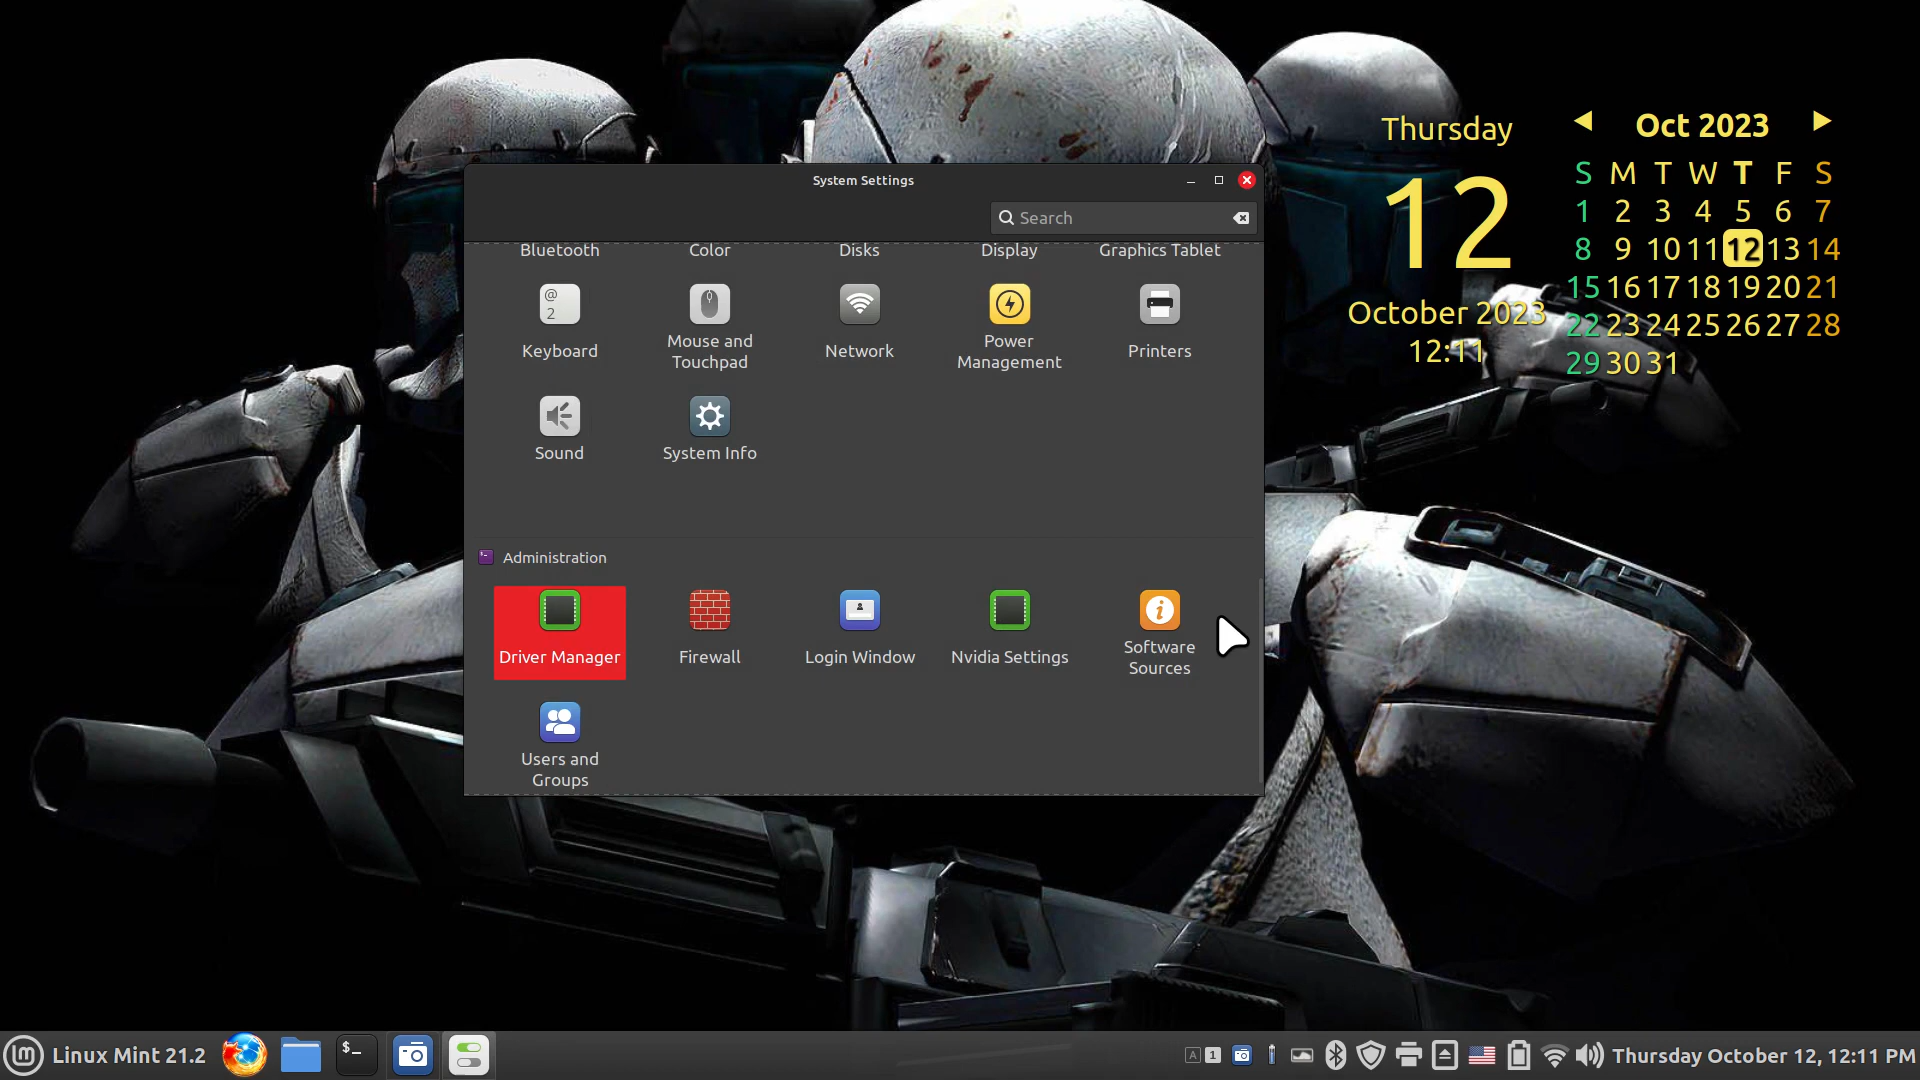 System Settings
Search
Bluetooth
Color
Disks
Display
Graphics Tablet
@
2
Keyboard
Mouse and
Touchpad
Network
Power
Management
Printers
Sound
System Info
Administration
Driver Manager
Firewall
Login Window
Nvidia Settings
Software
Sources
Users and
Groups
Thursday
12
October 2023
12:11
Oct 2023
S M T W T F S
1 2 3 4 5 6 7
8 9 10 11 12 13 14
15 16 17 18 19 20 21
22 23 24 25 26 27 28
29 30 31
Linux Mint 21.2
$_
A 1
Thursday October 12, 12:11 PM